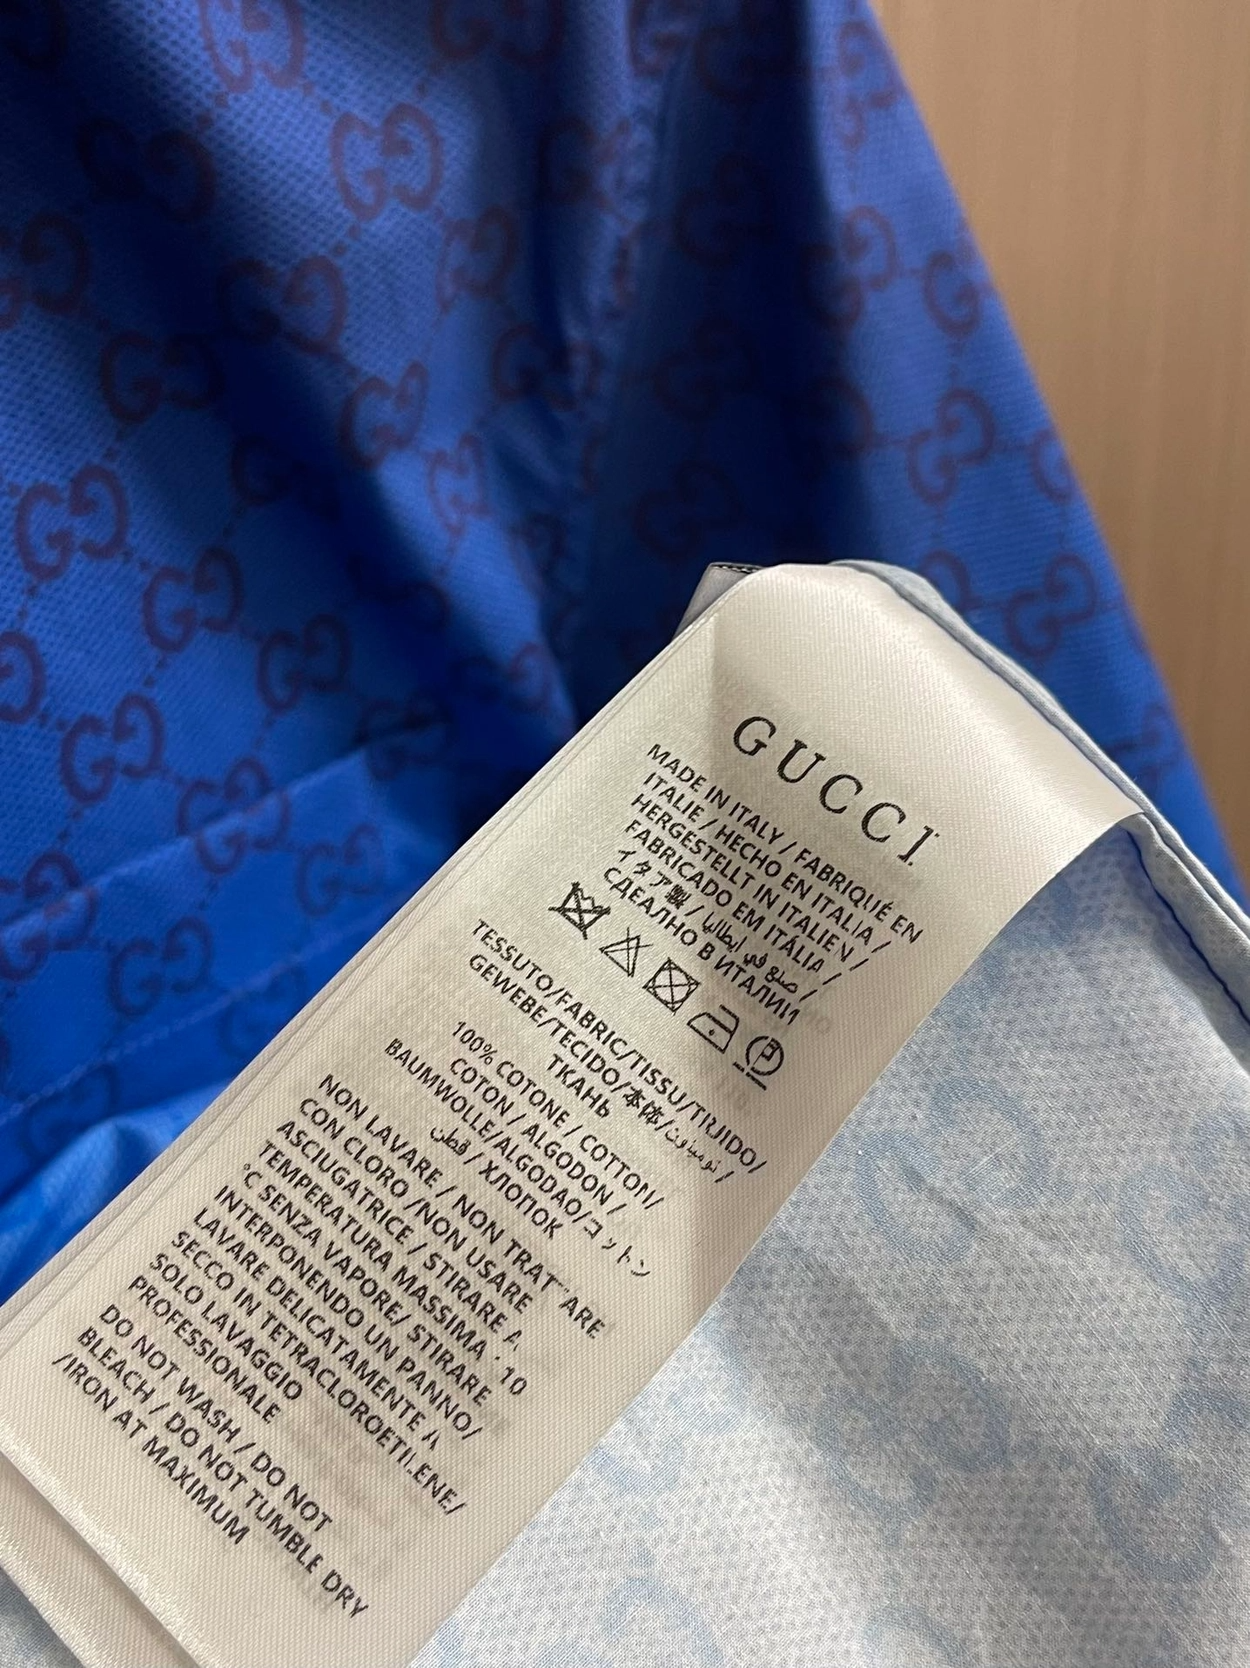 GUCCI
MADE IN ITALY / FABRIQUÉ EN
ITALIE / HECHO EN ITALIA /
HERGESTELLT IN ITALIEN /
FABRICADO EM ITÁLIA /
イタリア製 / صنع في ايطاليا /
СДЕАЛНО В ИТАЛИИ
P
TESSUTO/FABRIC/TISSU/TIJIDO/
GEWEBE/TECIDO/本体/
ТКАНЬ
100% COTONE / COTTON/
COTON / ALGODON /
BAUMWOLLE/ALGODAO/コットン
قطن / ХЛОПОК
NON LAVARE / NON TRATTARE
CON CLORO /NON USARE
ASCIUGATRICE / STIRARE A
TEMPERATURA MASSIMA 110
°C SENZA VAPORE/ STIRARE
INTERPONENDO UN PANNO/
LAVARE DELICATAMENTE A
SECCO IN TETRACLOROETILENE/
SOLO LAVAGGIO
PROFESSIONALE
DO NOT WASH / DO NOT
BLEACH / DO NOT TUMBLE DRY
/IRON AT MAXIMUM